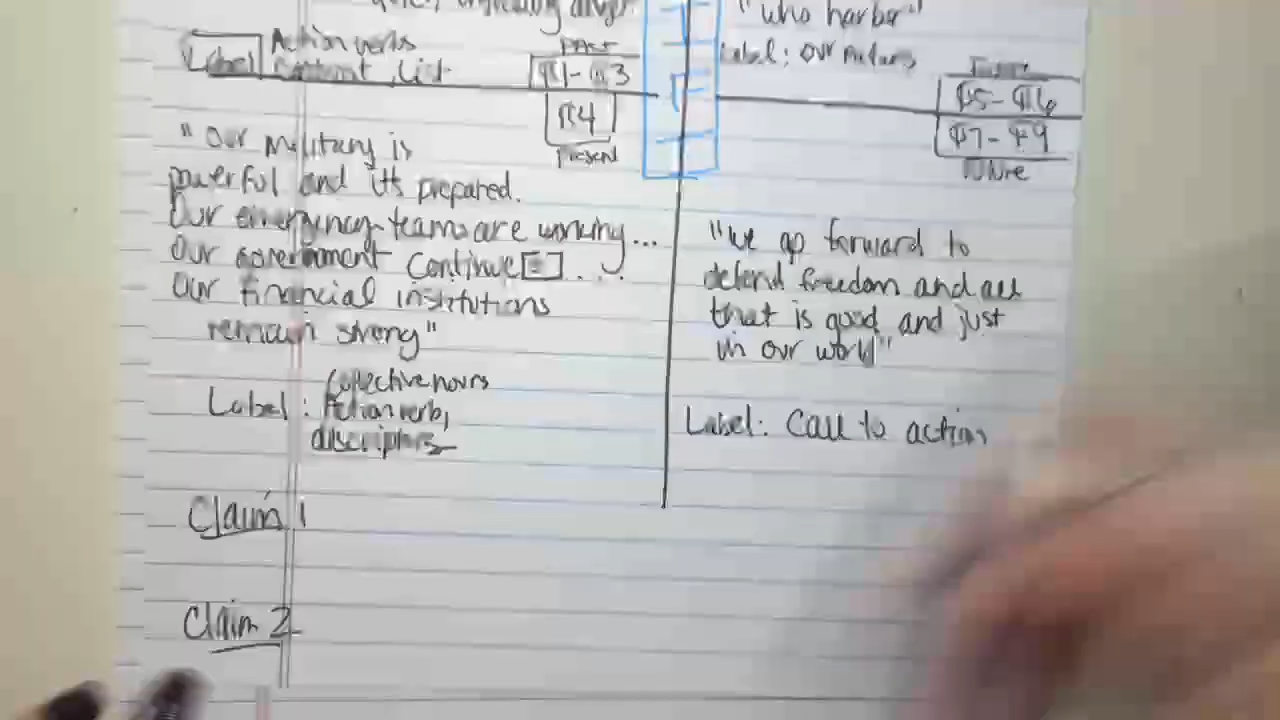 "who harbor"
Label
Action verbs
Content, List
Past
¶1-¶3
Label: our nations
¶5-¶6
¶4
Present
¶7-¶9
Future
"Our military is
powerful and its prepared.
Our emergency teams are working...
Our government continue[s]...
Our financial institutions
remain strong"
"we go forward to
defend freedom and all
that is good and just
in our world"
Label: Collective nouns
Action verbs,
descriptors
Label: Call to action
Claim 1
Claim 2